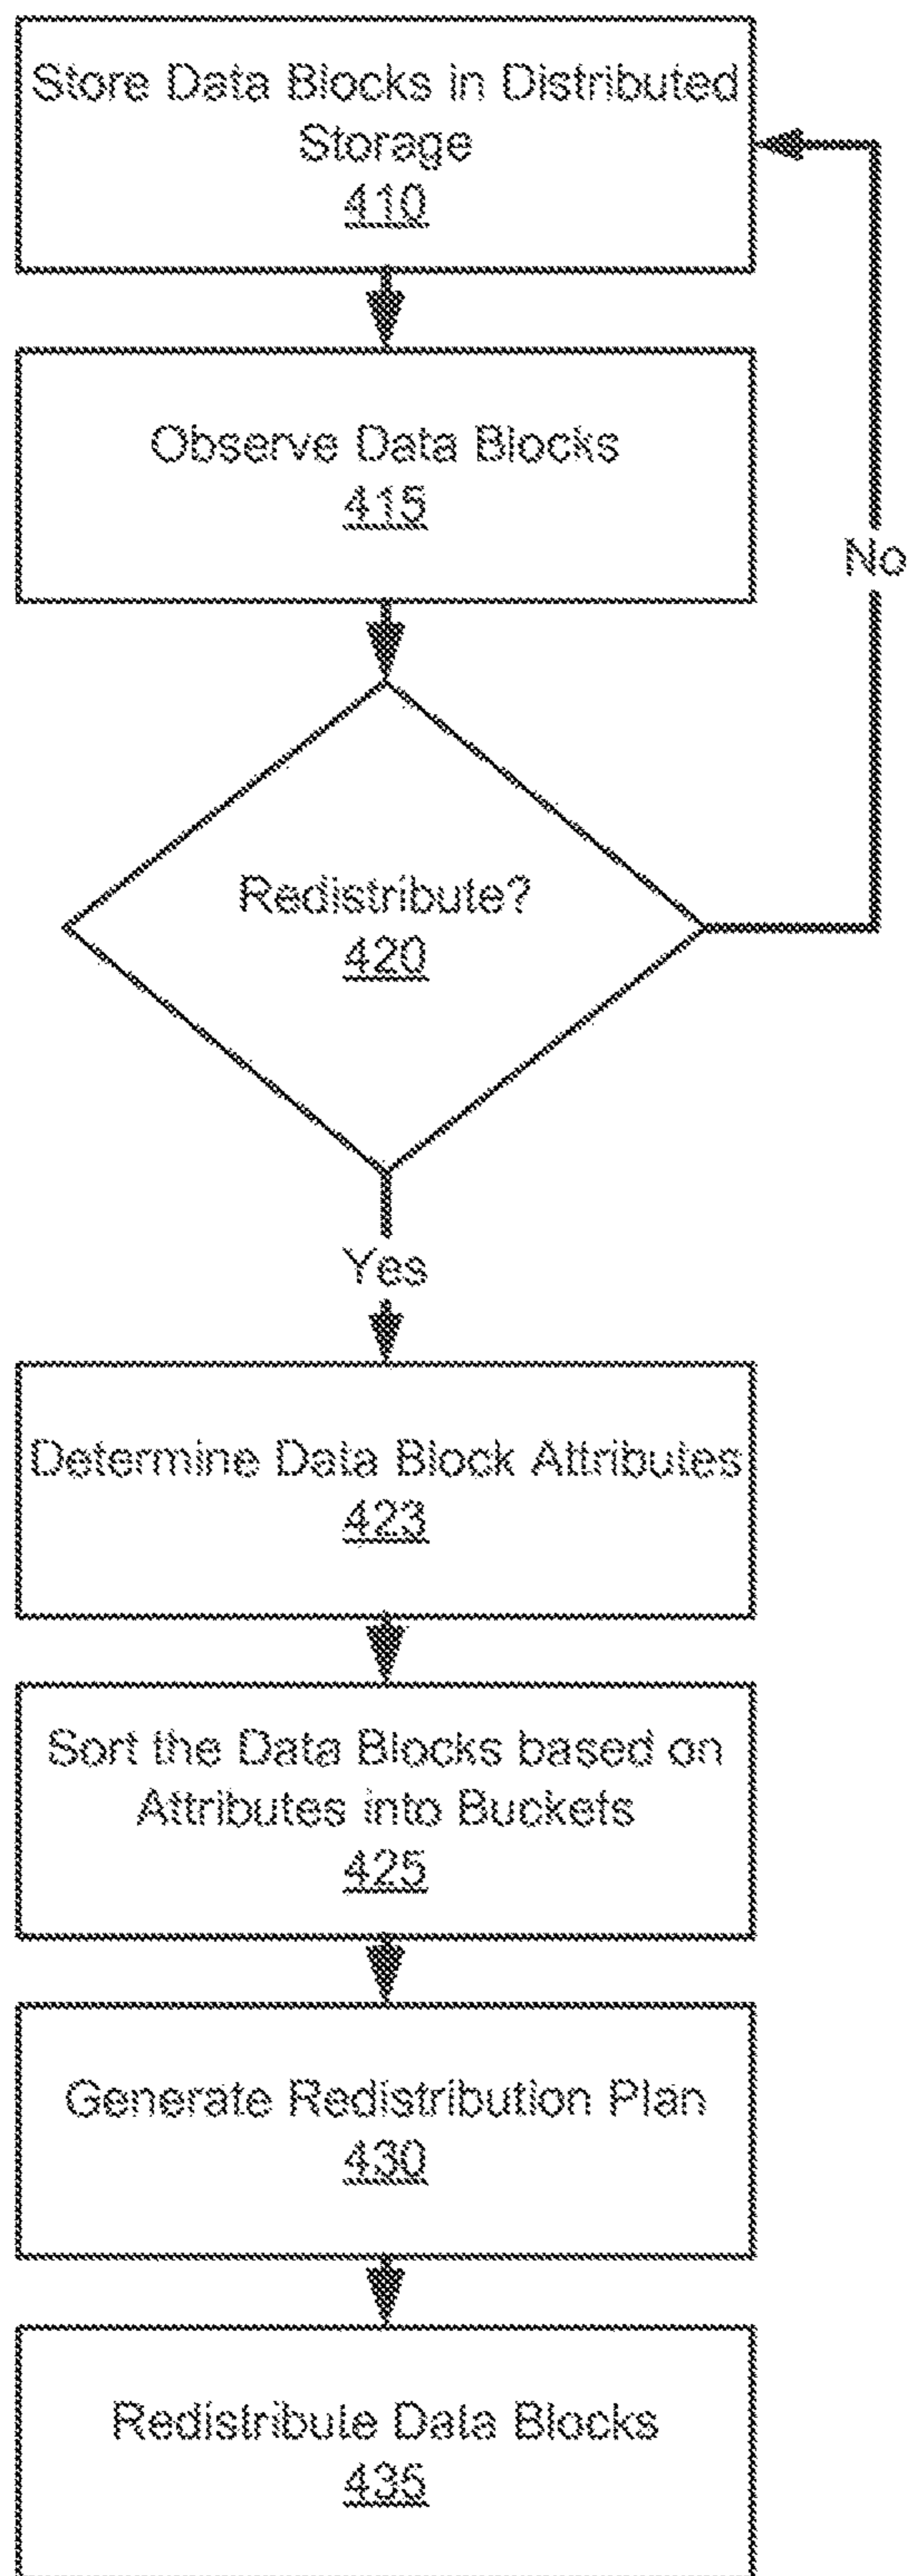 Store Data Blocks in Distributed
Storage
410
Observe Data Blocks
415
No
Redistribute?
420
Yes
Determine Data Block Attributes
423
Sort the Data Blocks based on
Attributes into Buckets
425
Generate Redistribution Plan
430
Redistribute Data Blocks
435